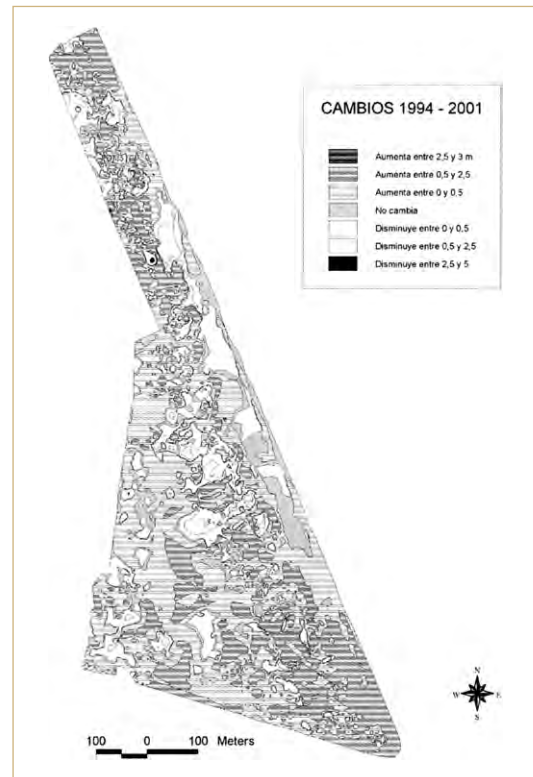 CAMBIOS 1994 - 2001
Aumenta entre 2,5 y 3 m
Aumenta entre 0,5 y 2,5
Aumenta entre 0 y 0,5
No cambia
Disminuye entre 0 y 0,5
Disminuye entre 0,5 y 2,5
Disminuye entre 2,5 y 5
N
W E
S
100 0 100 Meters